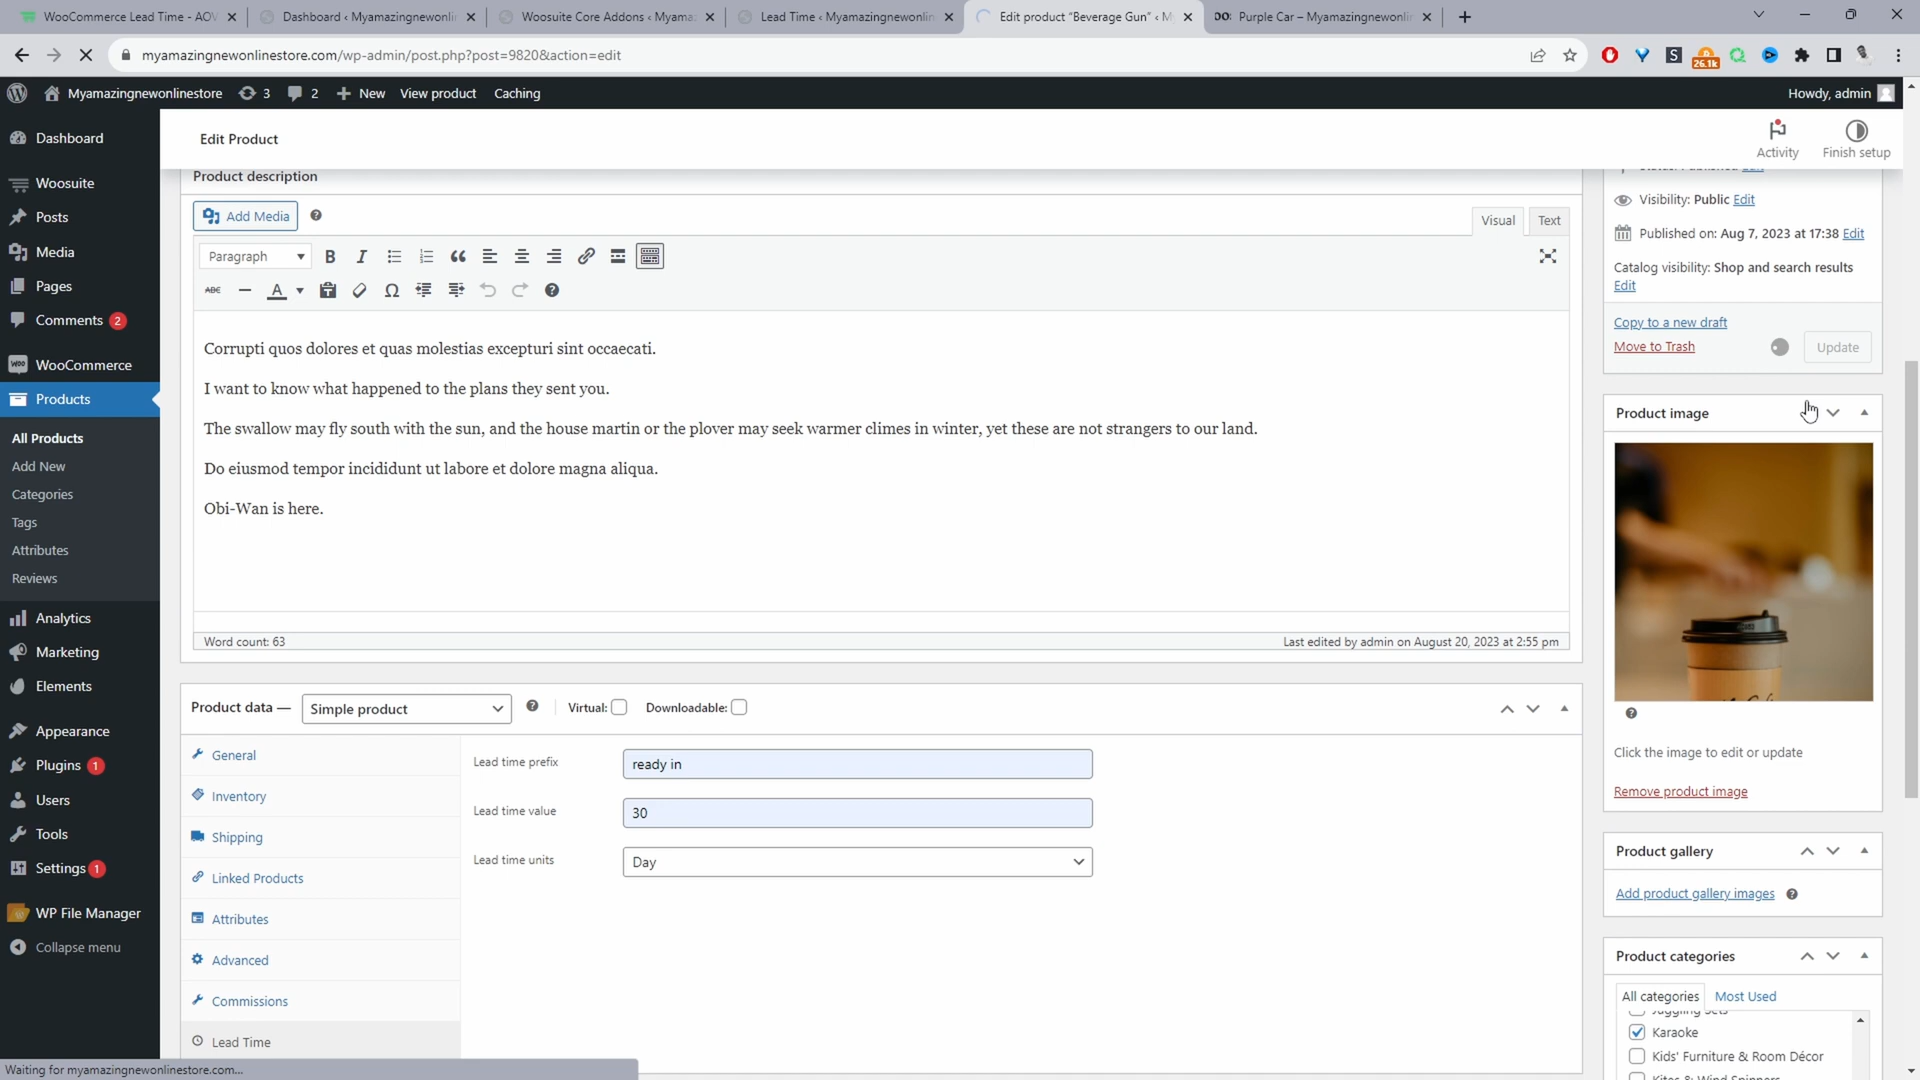 WooCommerce Lead Time - AOV
Dashboard ‹ Myamazingnewonlin
Woosuite Core Addons ‹ Myama
Lead Time ‹ Myamazingnewonlin
Edit product “Beverage Gun” ‹ M
Purple Car – Myamazingnewonli
myamazingnewonlinestore.com/wp-admin/post.php?post=9820&action=edit
26.1k
Myamazingnewonlinestore
3
2
New
View product
Caching
Howdy, admin
Dashboard
Woosuite
Posts
Media
Pages
Comments 2
WooCommerce
Products
All Products
Add New
Categories
Tags
Attributes
Reviews
Analytics
Marketing
Elements
Appearance
Plugins 1
Users
Tools
Settings 1
WP File Manager
Collapse menu
Edit Product
Activity
Finish setup
Product description
Add Media
Visual
Text
Paragraph
B
I
ABC
A
Ω
Corrupti quos dolores et quas molestias excepturi sint occaecati.
I want to know what happened to the plans they sent you.
The swallow may fly south with the sun, and the house martin or the plover may seek warmer climes in winter, yet these are not strangers to our land.
Do eiusmod tempor incididunt ut labore et dolore magna aliqua.
Obi-Wan is here.
Word count: 63
Last edited by admin on August 20, 2023 at 2:55 pm
Product data —
Simple product
Virtual:
Downloadable:
General
Inventory
Shipping
Linked Products
Attributes
Advanced
Commissions
Lead Time
Lead time prefix
ready in
Lead time value
30
Lead time units
Day
Visibility: Public Edit
Published on: Aug 7, 2023 at 17:38 Edit
Catalog visibility: Shop and search results
Edit
Copy to a new draft
Move to Trash
Update
Product image
Click the image to edit or update
Remove product image
Product gallery
Add product gallery images
Product categories
All categories
Most Used
Karaoke
Kids' Furniture & Room Décor
Waiting for myamazingnewonlinestore.com...